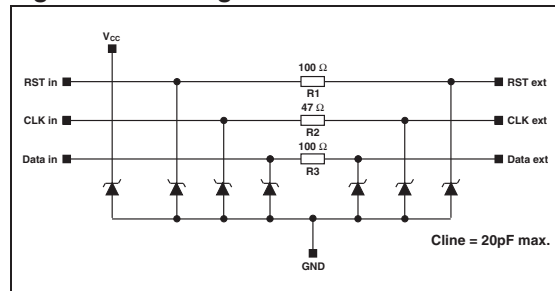 V_CC
100 Ω
RST in
RST ext
R1
47 Ω
CLK in
CLK ext
R2
100 Ω
Data in
Data ext
R3
Cline = 20pF max.
GND